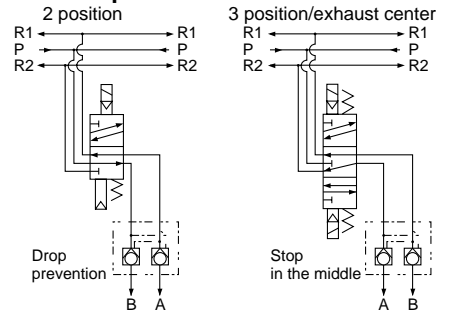 2 position
3 position/exhaust center
R1 R1 R1 R1
P P P P
R2 R2 R2 R2
Drop
prevention
Stop
in the middle
B A A B